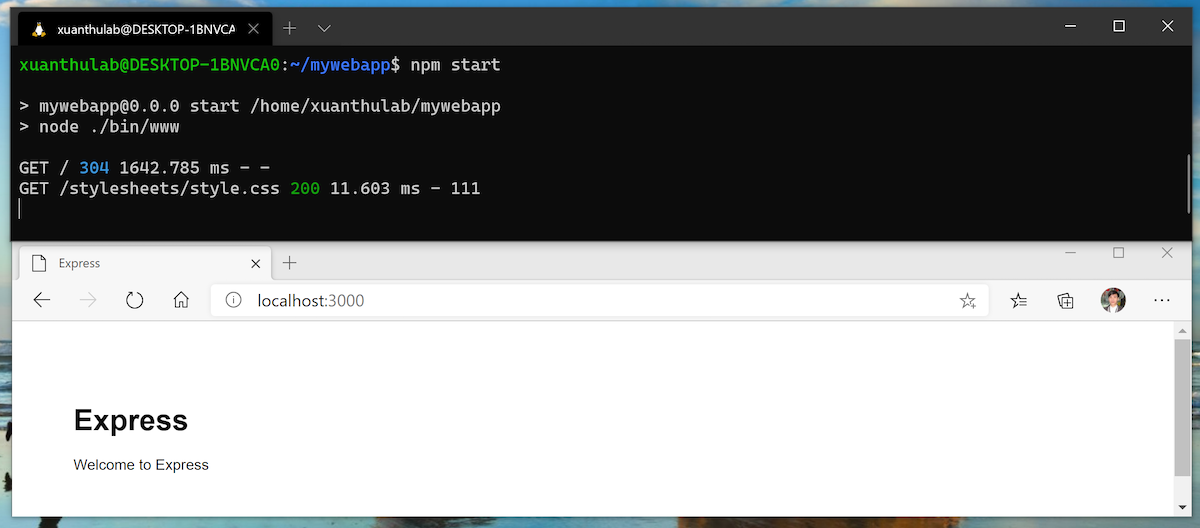 xuanthulab@DESKTOP-1BNVCA
xuanthulab@DESKTOP-1BNVCA0:~/mywebapp$ npm start
> mywebapp@0.0.0 start /home/xuanthulab/mywebapp
> node ./bin/www
GET / 304 1642.785 ms - -
GET /stylesheets/style.css 200 11.603 ms - 111
Express
localhost:3000
Express
Welcome to Express